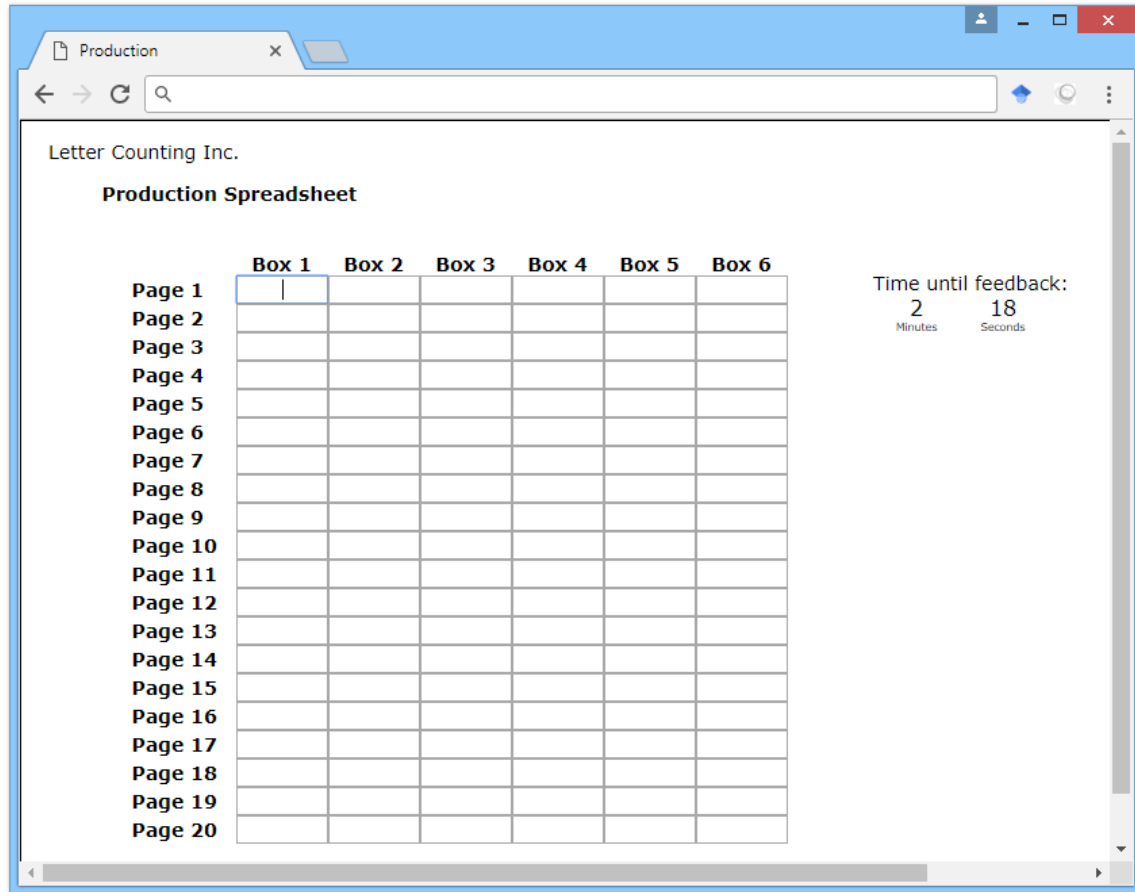 Production
Letter Counting Inc.
Production Spreadsheet
Box 1 Box 2 Box 3 Box 4 Box 5 Box 6
Page 1
Page 2
Page 3
Page 4
Page 5
Page 6
Page 7
Page 8
Page 9
Page 10
Page 11
Page 12
Page 13
Page 14
Page 15
Page 16
Page 17
Page 18
Page 19
Page 20
Time until feedback:
2 18
Minutes Seconds